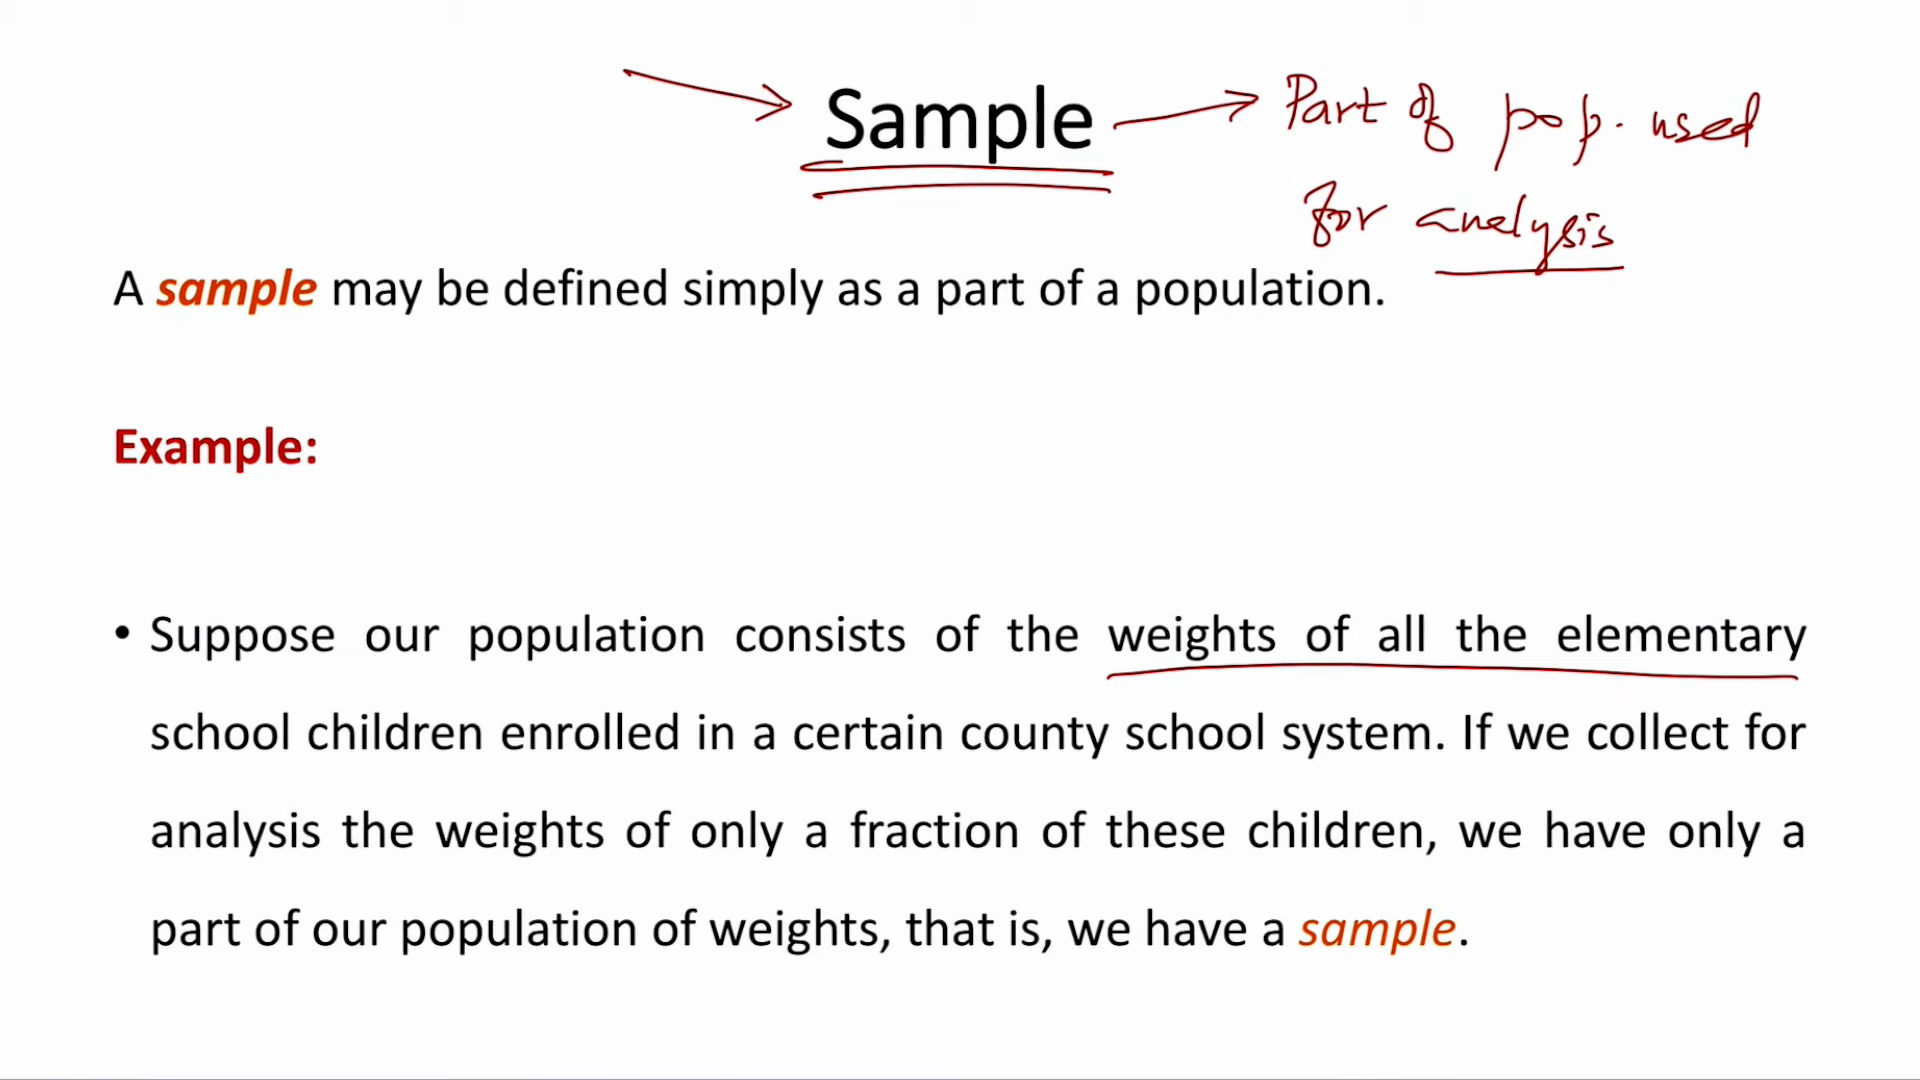 Sample
Part of pop. used
for analysis
A sample may be defined simply as a part of a population.
Example:
• Suppose our population consists of the weights of all the elementary
school children enrolled in a certain county school system. If we collect for
analysis the weights of only a fraction of these children, we have only a
part of our population of weights, that is, we have a sample.